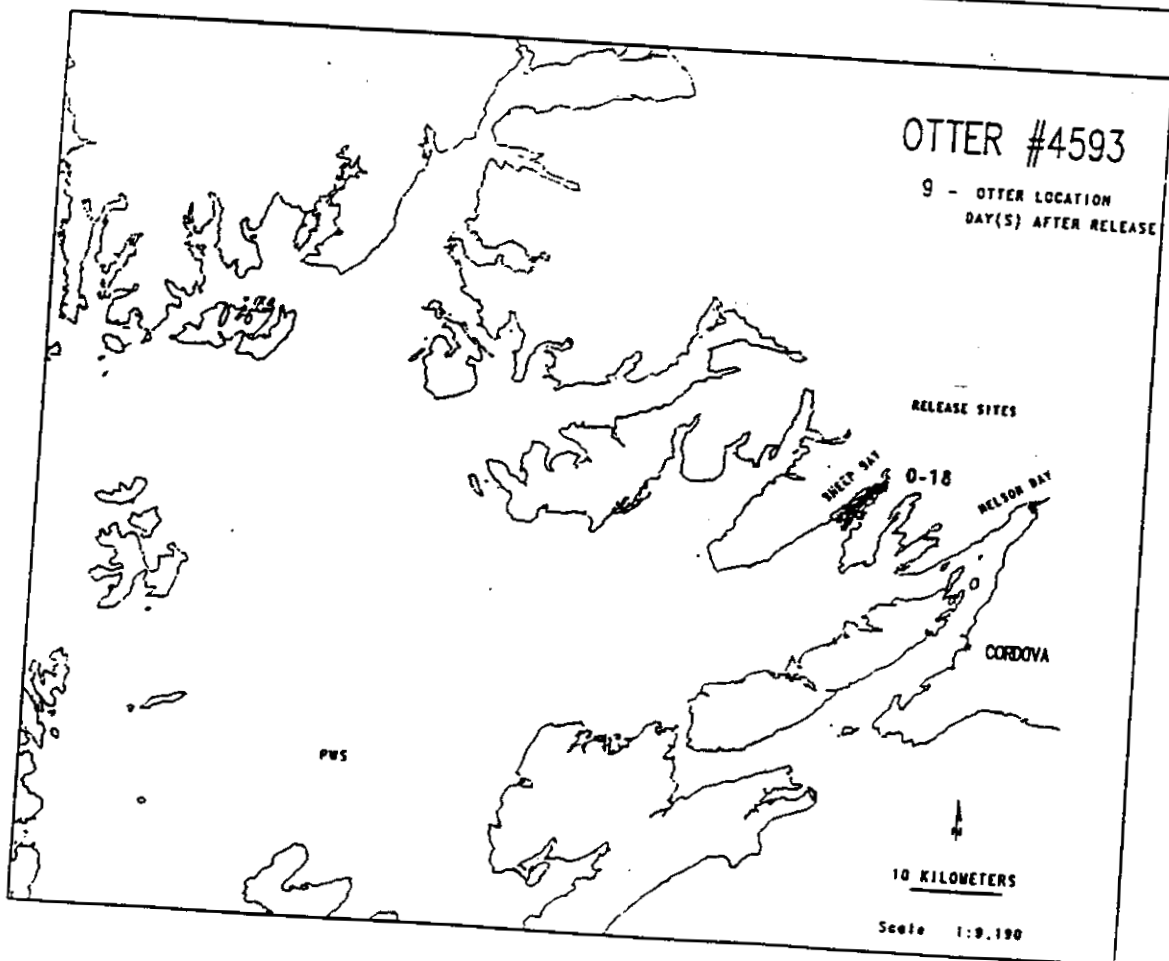 OTTER #4593
9 - OTTER LOCATION
DAY(S) AFTER RELEASE
RELEASE SITES
SHEEP BAY
0-18
NELSON BAY
CORDOVA
PWS
N
10 KILOMETERS
Scale 1:9,190